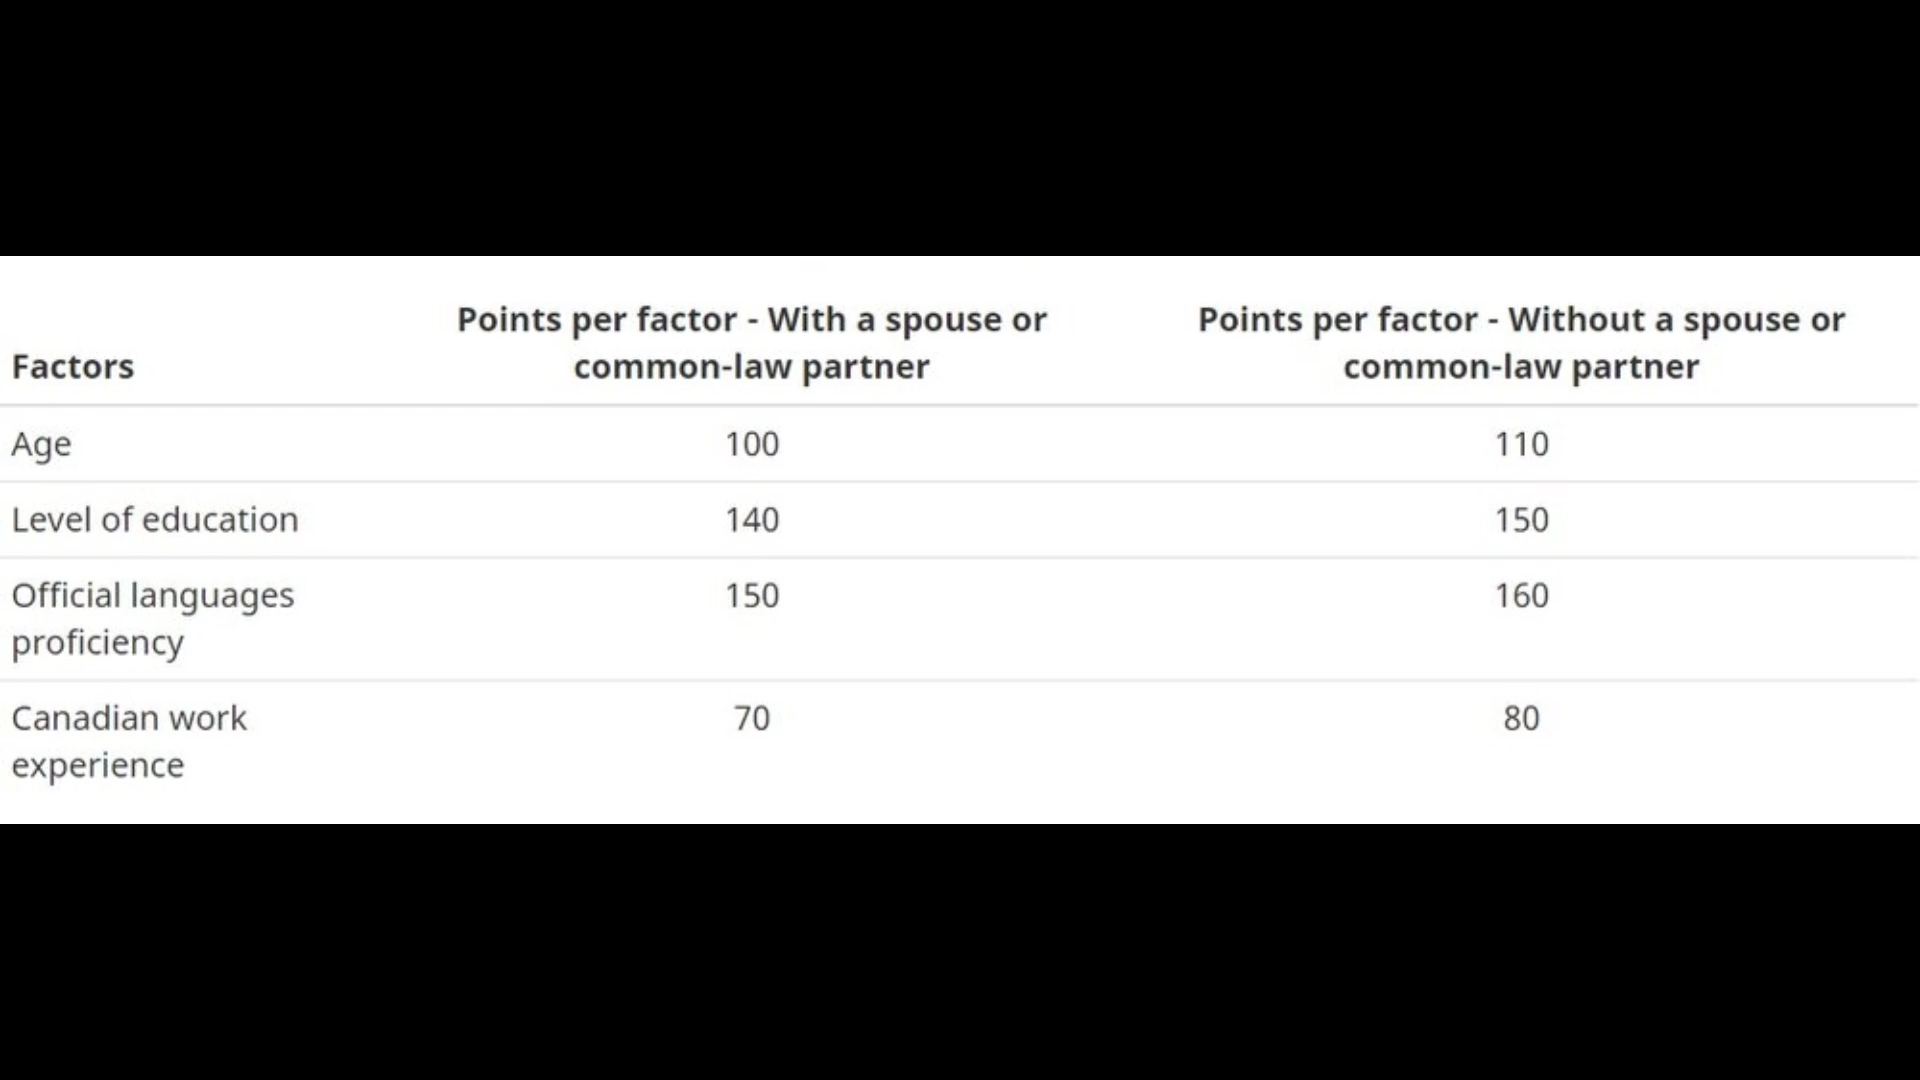 Factors
Points per factor - With a spouse or
common-law partner
Points per factor - Without a spouse or
common-law partner
Age 100 110
Level of education 140 150
Official languages
proficiency
150 160
Canadian work
experience
70 80